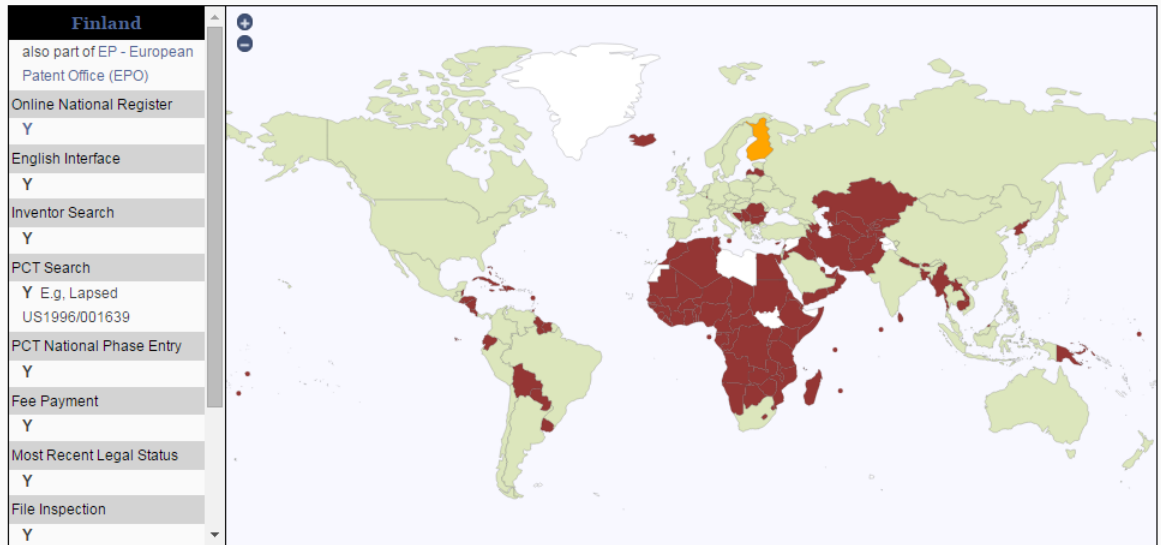 Finland
also part of EP - European
Patent Office (EPO)
Online National Register
Y
English Interface
Y
Inventor Search
Y
PCT Search
Y E.g, Lapsed
US1996/001639
PCT National Phase Entry
Y
Fee Payment
Y
Most Recent Legal Status
Y
File Inspection
Y